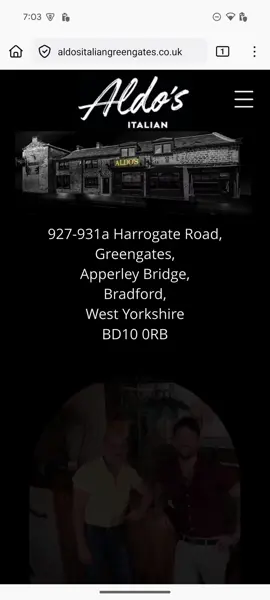 7:03
aldositaliangreengates.co.uk
1
Aldo's
ITALIAN
ALDO'S
927-931a Harrogate Road,
Greengates,
Apperley Bridge,
Bradford,
West Yorkshire
BD10 0RB